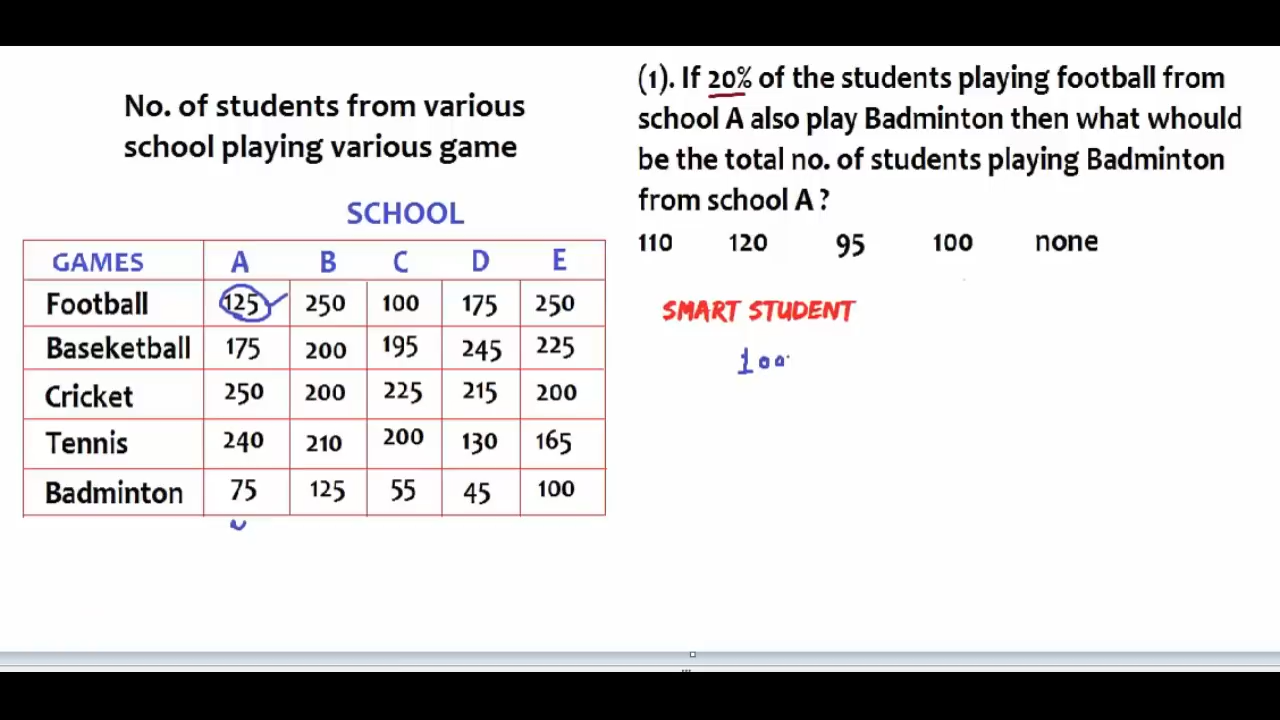 No. of students from various
school playing various game
SCHOOL
GAMES A B C D E
Football 125 250 100 175 250
Baseketball 175 200 195 245 225
Cricket 250 200 225 215 200
Tennis 240 210 200 130 165
Badminton 75 125 55 45 100
(1). If 20% of the students playing football from
school A also play Badminton then what whould
be the total no. of students playing Badminton
from school A ?
110 120 95 100 none
SMART STUDENT
100